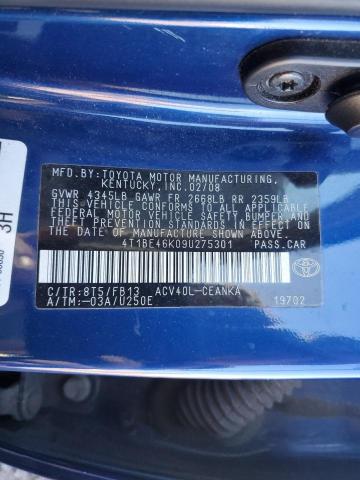 MFD.BY:TOYOTA MOTOR MANUFACTURING,
KENTUCKY,INC.02/08
GVWR 4345LB GAWR FR 2668LB RR 2359LB
THIS VEHICLE CONFORMS TO ALL APPLICABLE
FEDERAL MOTOR VEHICLE SAFETY, BUMPER,
AND THEFT PREVENTION STANDARDS IN EFFECT
ON THE DATE OF MANUFACTURE SHOWN ABOVE.
4T1BE46K09U275301 PASS.CAR
C/TR:8T5/FB13 ACV40L-CEANKA
A/TM:-03A/U250E 19702
TOYOTA
3H